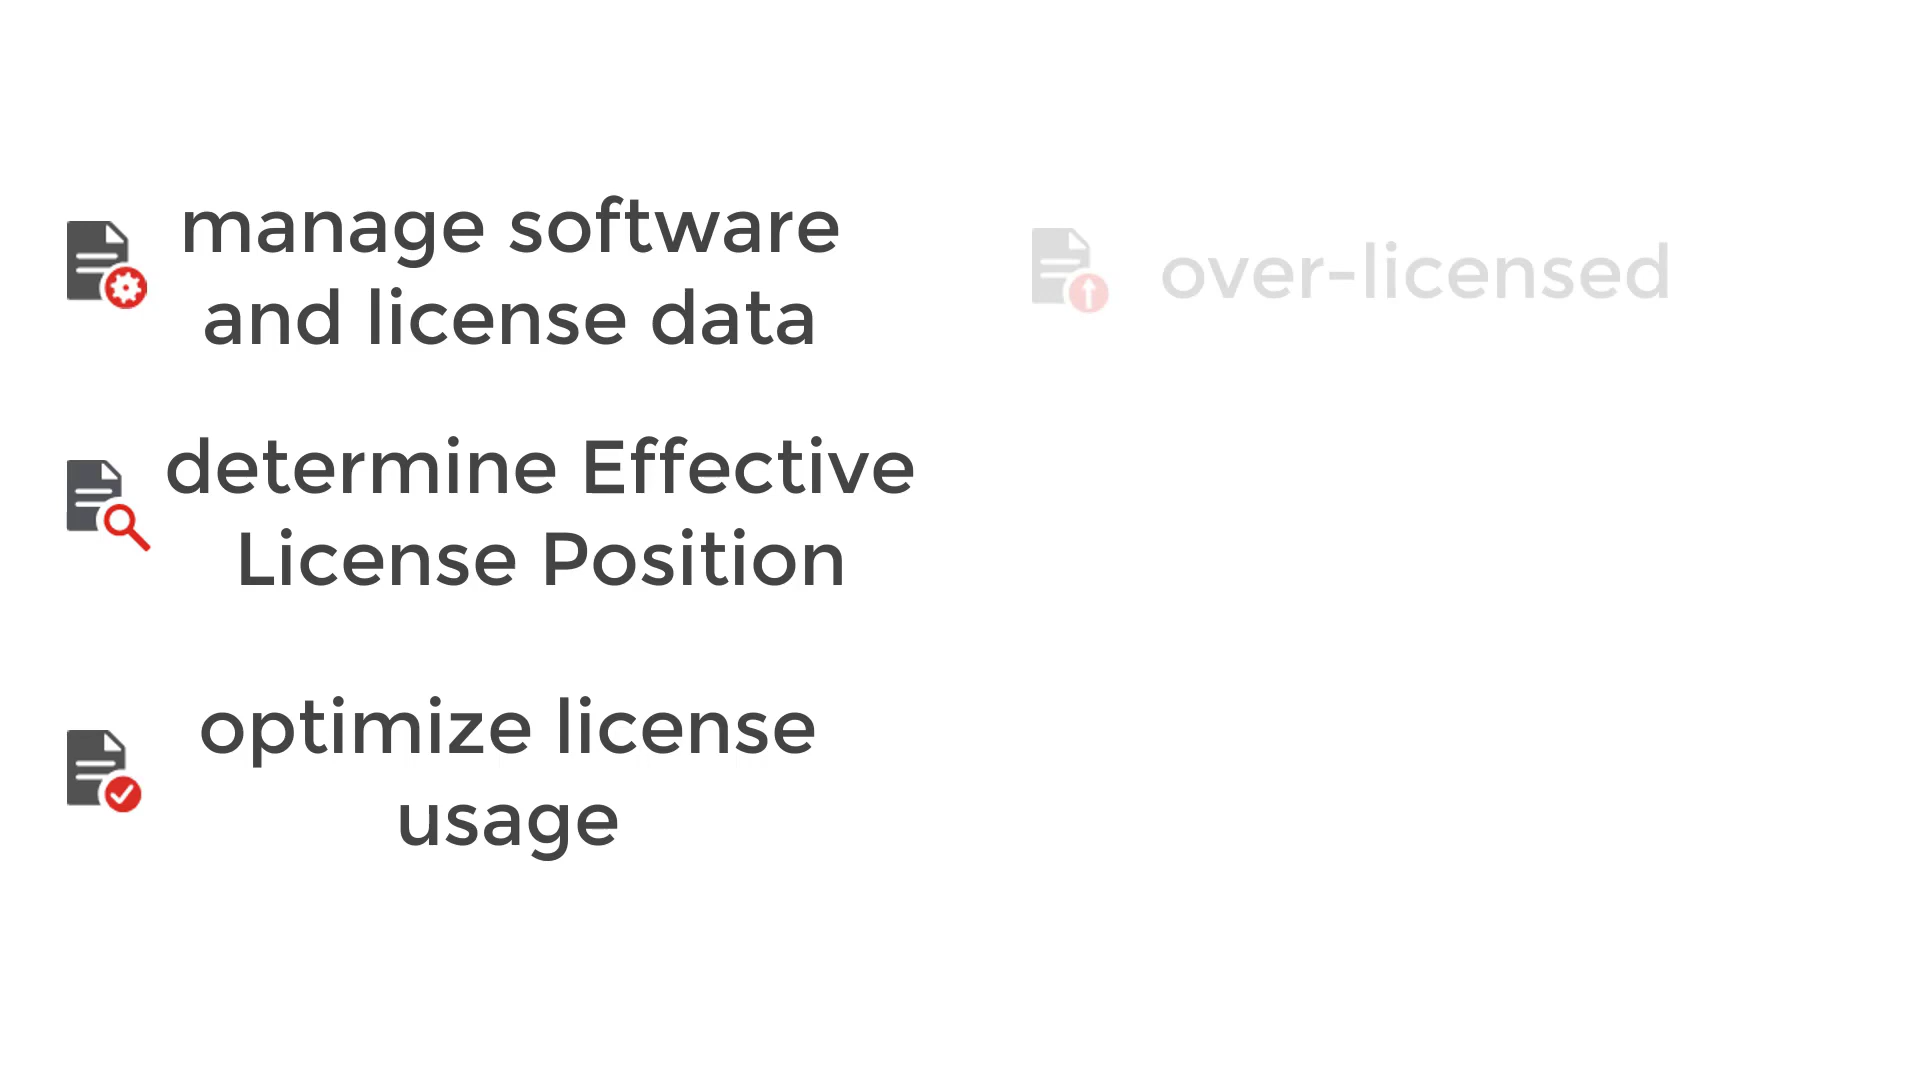 manage software
and license data
over-licensed
determine Effective
License Position
optimize license
usage